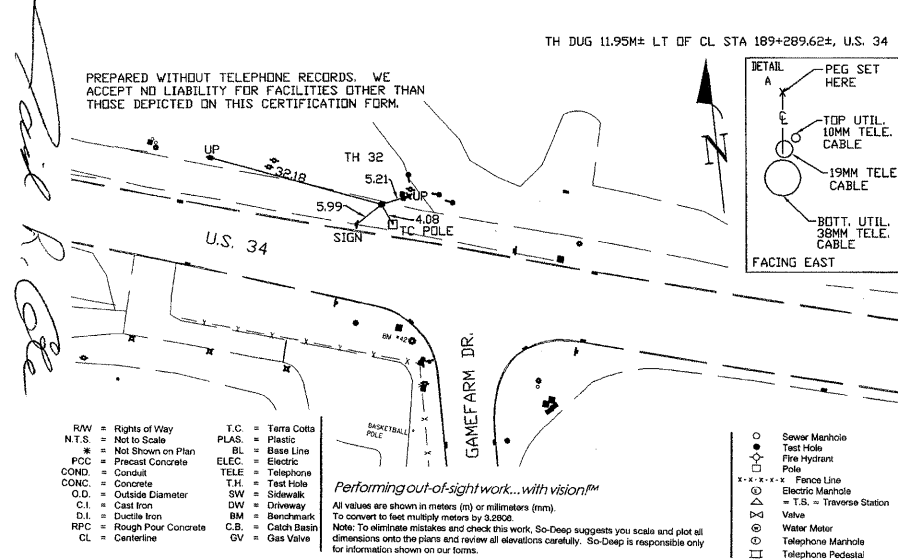 TH DUG 11.95M± LT OF CL STA 189+289.62±, U.S. 34
PREPARED WITHOUT TELEPHONE RECORDS. WE
ACCEPT NO LIABILITY FOR FACILITIES OTHER THAN
THOSE DEPICTED ON THIS CERTIFICATION FORM.
DETAIL
A
PEG SET
HERE
TOP UTIL.
10MM TELE.
CABLE
19MM TELE
CABLE
BOTT. UTIL.
38MM TELE.
CABLE
FACING EAST
N
UP
32.18
TH 32
5.21
UP
5.99
4.08
SIGN
TC POLE
U.S. 34
BM #42
GAMEFARM DR.
BASKETBALL
POLE
R/W = Rights of Way
N.T.S. = Not to Scale
* = Not Shown on Plan
PCC = Precast Concrete
COND. = Conduit
CONC. = Concrete
O.D. = Outside Diameter
C.I. = Cast Iron
D.I. = Ductile Iron
RPC = Rough Pour Concrete
CL = Centerline
T.C. = Terra Cotta
PLAS. = Plastic
BL = Base Line
ELEC. = Electric
TELE = Telephone
T.H. = Test Hole
SW = Sidewalk
DW = Driveway
BM = Benchmark
C.B. = Catch Basin
GV = Gas Valve
Performing out-of-sight work...with vision!™
All values are shown in meters (m) or millimeters (mm).
To convert to feet multiply meters by 3.2808.
Note: To eliminate mistakes and check this work, So-Deep suggests you scale and plot all
dimensions onto the plans and review all elevations carefully. So-Deep is responsible only
for information shown on our forms.
Sewer Manhole
Test Hole
Fire Hydrant
Pole
x-x-x-x-x Fence Line
Electric Manhole
= T.S. = Traverse Station
Valve
Water Meter
Telephone Manhole
Telephone Pedestal